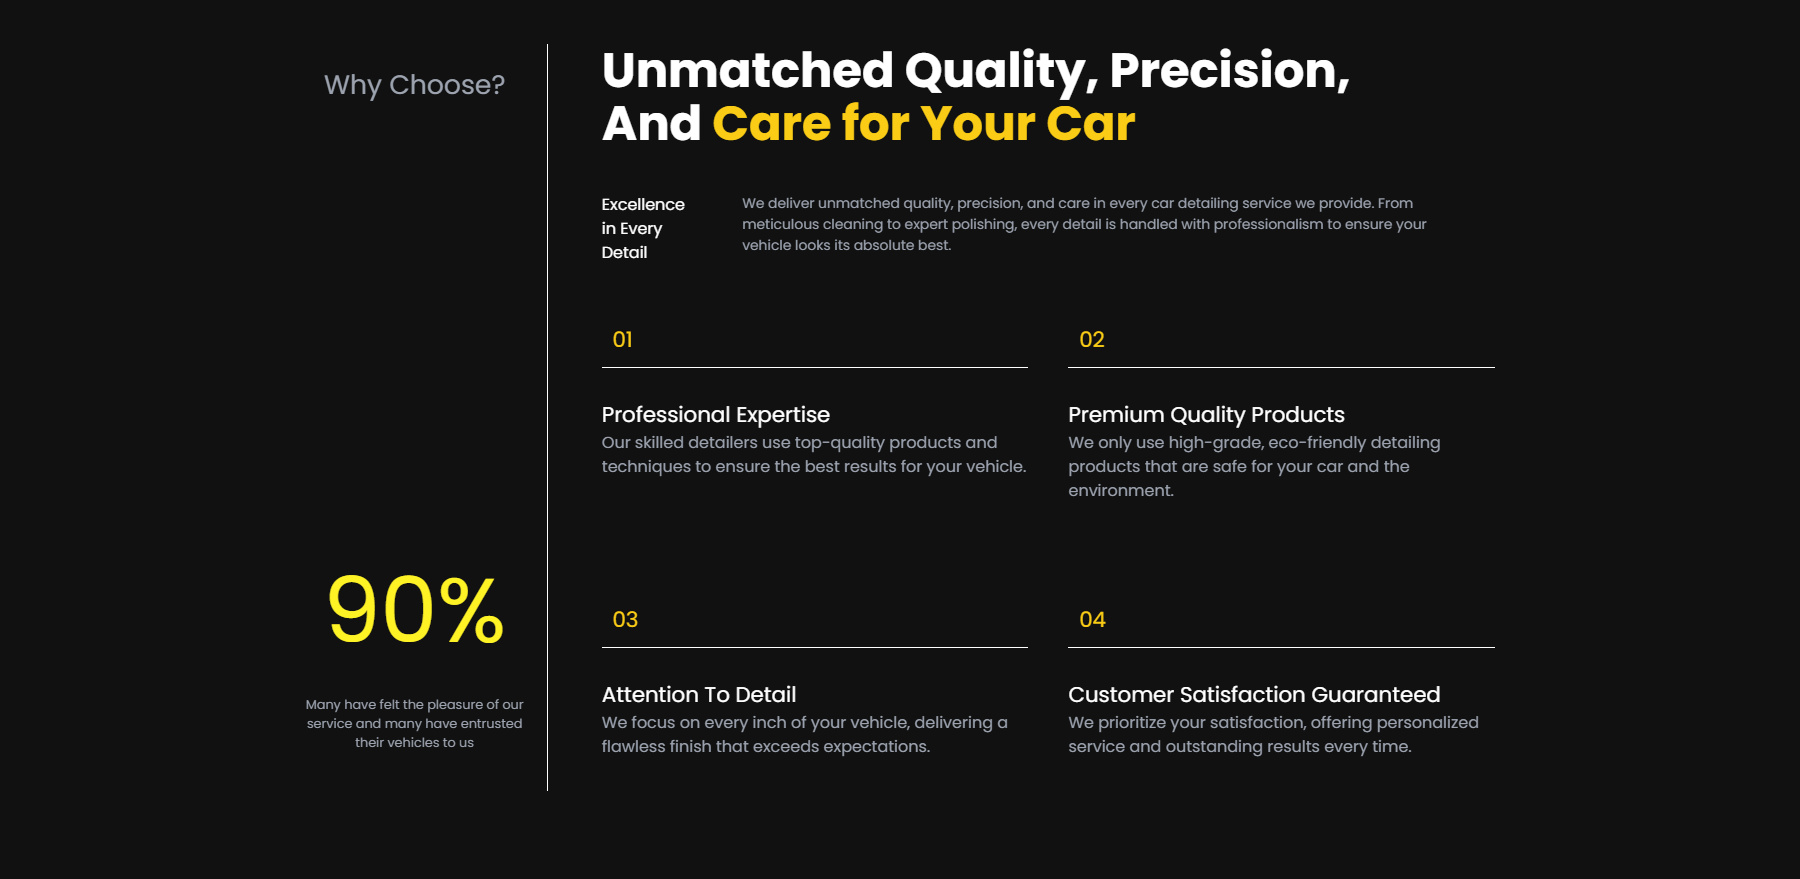 Why Choose?
90%
Many have felt the pleasure of our
service and many have entrusted
their vehicles to us
Unmatched Quality, Precision,
And Care for Your Car
Excellence
in Every
Detail
We deliver unmatched quality, precision, and care in every car detailing service we provide. From
meticulous cleaning to expert polishing, every detail is handled with professionalism to ensure your
vehicle looks its absolute best.
01
Professional Expertise
Our skilled detailers use top-quality products and
techniques to ensure the best results for your vehicle.
02
Premium Quality Products
We only use high-grade, eco-friendly detailing
products that are safe for your car and the
environment.
03
Attention To Detail
We focus on every inch of your vehicle, delivering a
flawless finish that exceeds expectations.
04
Customer Satisfaction Guaranteed
We prioritize your satisfaction, offering personalized
service and outstanding results every time.